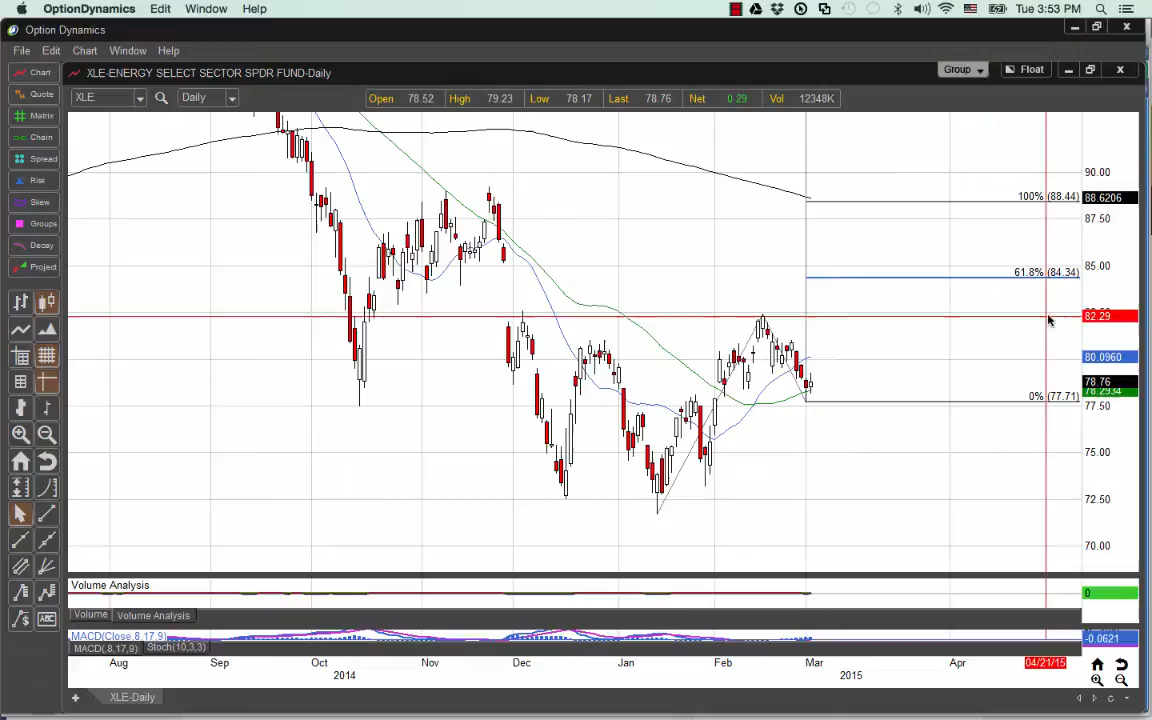 OptionDynamics Edit Window Help Tue 3:53 PM
Option Dynamics
File Edit Chart Window Help
Chart
Quote
Matrix
Chain
Spread
Risk
Skew
Groups
Decay
Project
XLE-ENERGY SELECT SECTOR SPDR FUND-Daily
Group Float
XLE Daily Open 78.52 High 79.23 Low 78.17 Last 78.76 Net 0.29 Vol 12348K
90.00
100% (88.44) 88.6206
87.50
85.00
61.8% (84.34)
82.29
80.0960
78.76
78.2934
0% (77.71)
77.50
75.00
72.50
70.00
Volume Analysis
0
Volume Volume Analysis
MACD(Close,8,17,9) -0.0621
MACD(,8,17,9) Stoch(10,3,3)
Aug Sep Oct Nov Dec Jan Feb Mar Apr 04/21/15
2014 2015
XLE-Daily
ABC